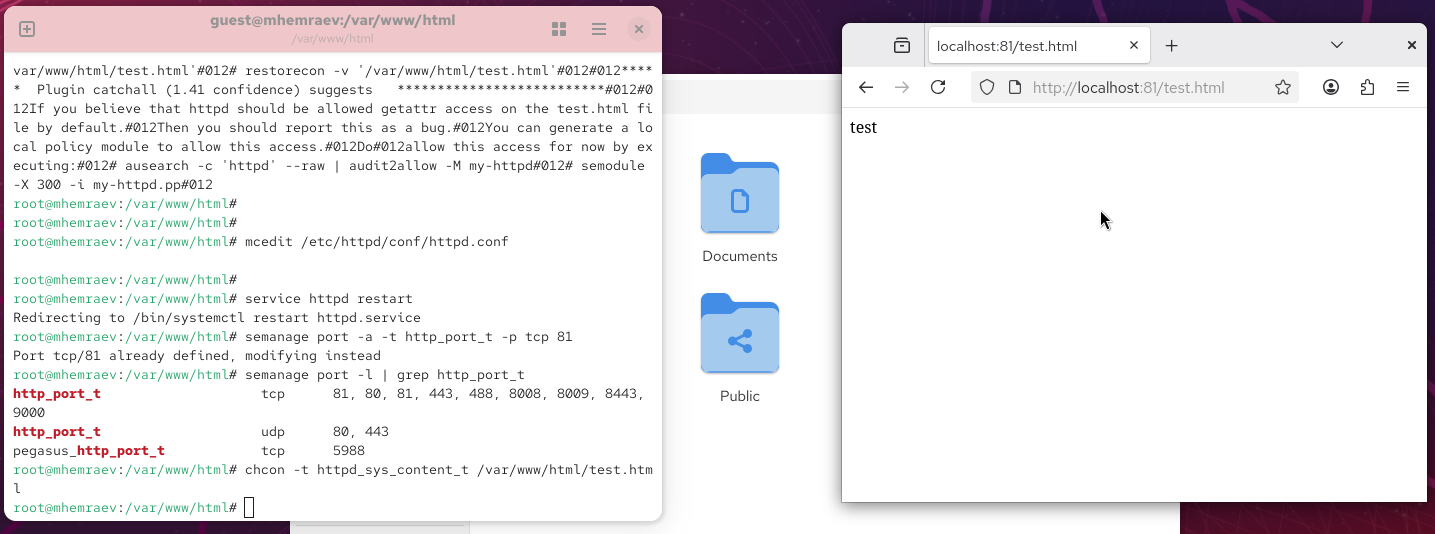 guest@mhemraev:/var/www/html
/var/www/html
var/www/html/test.html'#012# restorecon -v '/var/www/html/test.html'#012#012****
*  Plugin catchall (1.41 confidence) suggests   **************************#012#0
12If you believe that httpd should be allowed getattr access on the test.html fi
le by default.#012Then you should report this as a bug.#012You can generate a lo
cal policy module to allow this access.#012Do#012allow this access for now by ex
ecuting:#012# ausearch -c 'httpd' --raw | audit2allow -M my-httpd#012# semodule
-X 300 -i my-httpd.pp#012
root@mhemraev:/var/www/html#
root@mhemraev:/var/www/html#
root@mhemraev:/var/www/html# mcedit /etc/httpd/conf/httpd.conf
root@mhemraev:/var/www/html#
root@mhemraev:/var/www/html# service httpd restart
Redirecting to /bin/systemctl restart httpd.service
root@mhemraev:/var/www/html# semanage port -a -t http_port_t -p tcp 81
Port tcp/81 already defined, modifying instead
root@mhemraev:/var/www/html# semanage port -l | grep http_port_t
http_port_t                    tcp      81, 80, 81, 443, 488, 8008, 8009, 8443,
9000
http_port_t                    udp      80, 443
pegasus_http_port_t            tcp      5988
root@mhemraev:/var/www/html# chcon -t httpd_sys_content_t /var/www/html/test.htm
l
root@mhemraev:/var/www/html#
Documents
Public
localhost:81/test.html
http://localhost:81/test.html
test